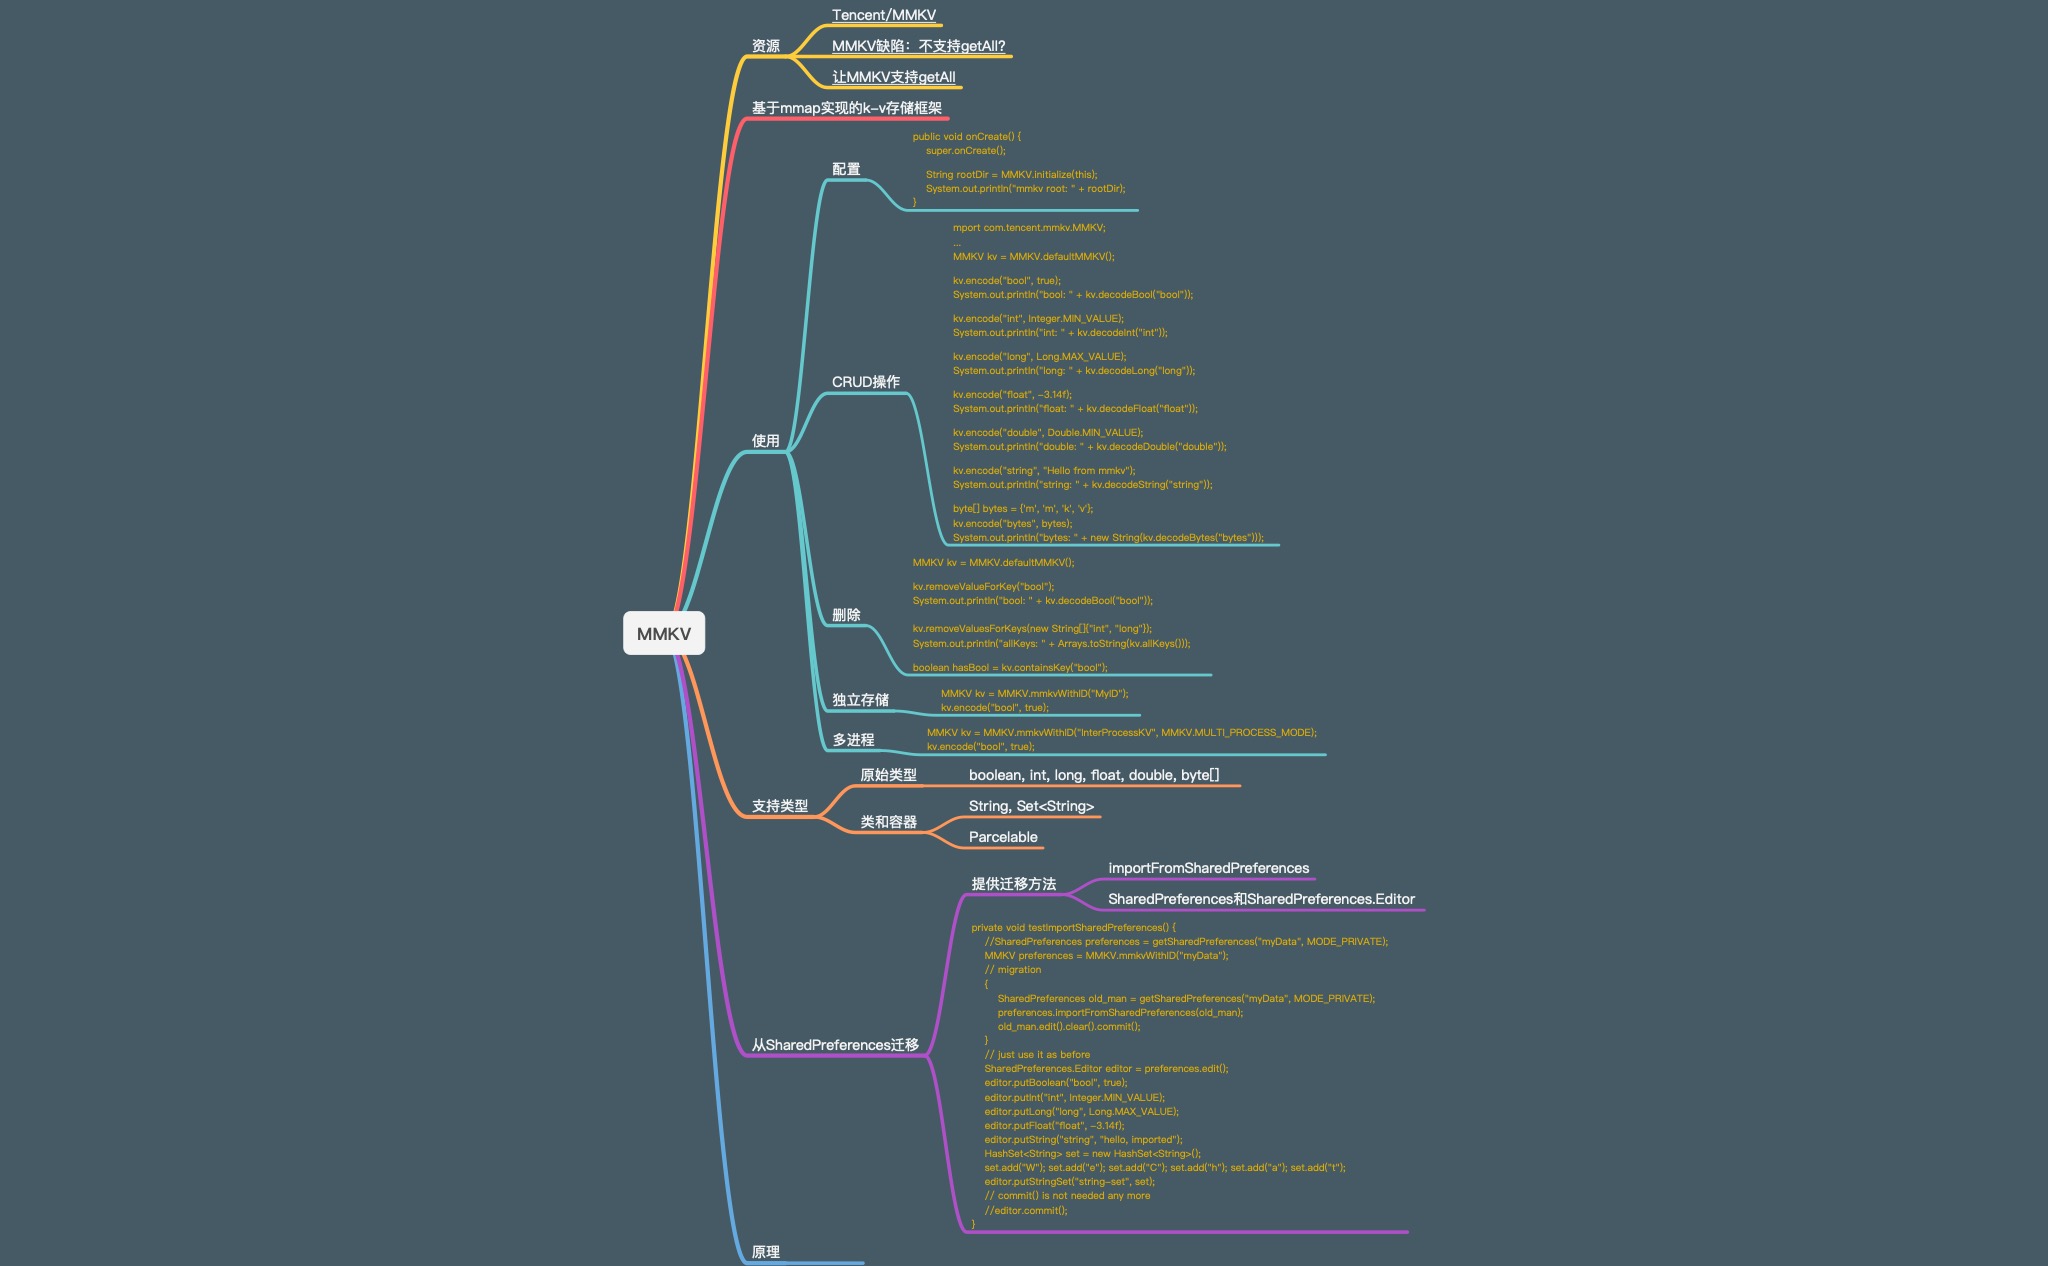 Tencent/MMKV
MMKV缺陷：不支持getAll?
让MMKV支持getAll
资源
基于mmap实现的k-v存储框架
public void onCreate() {
super.onCreate();
String rootDir = MMKV.initialize(this);
System.out.println("mmkv root: " + rootDir);
}
配置
mport com.tencent.mmkv.MMKV;
...
MMKV kv = MMKV.defaultMMKV();
kv.encode("bool", true);
System.out.println("bool: " + kv.decodeBool("bool"));
kv.encode("int", Integer.MIN_VALUE);
System.out.println("int: " + kv.decodeInt("int"));
kv.encode("long", Long.MAX_VALUE);
System.out.println("long: " + kv.decodeLong("long"));
kv.encode("float", -3.14f);
System.out.println("float: " + kv.decodeFloat("float"));
kv.encode("double", Double.MIN_VALUE);
System.out.println("double: " + kv.decodeDouble("double"));
kv.encode("string", "Hello from mmkv");
System.out.println("string: " + kv.decodeString("string"));
byte[] bytes = {'m', 'm', 'k', 'v'};
kv.encode("bytes", bytes);
System.out.println("bytes: " + new String(kv.decodeBytes("bytes")));
CRUD操作
使用
MMKV kv = MMKV.defaultMMKV();
kv.removeValueForKey("bool");
System.out.println("bool: " + kv.decodeBool("bool"));
kv.removeValuesForKeys(new String[]{"int", "long"});
System.out.println("allKeys: " + Arrays.toString(kv.allKeys()));
boolean hasBool = kv.containsKey("bool");
删除
MMKV
独立存储
MMKV kv = MMKV.mmkvWithID("MyID");
kv.encode("bool", true);
多进程
MMKV kv = MMKV.mmkvWithID("InterProcessKV", MMKV.MULTI_PROCESS_MODE);
kv.encode("bool", true);
支持类型
原始类型
boolean, int, long, float, double, byte[]
类和容器
String, Set<String>
Parcelable
从SharedPreferences迁移
提供迁移方法
importFromSharedPreferences
SharedPreferences和SharedPreferences.Editor
private void testImportSharedPreferences() {
//SharedPreferences preferences = getSharedPreferences("myData", MODE_PRIVATE);
MMKV preferences = MMKV.mmkvWithID("myData");
// migration
{
SharedPreferences old_man = getSharedPreferences("myData", MODE_PRIVATE);
preferences.importFromSharedPreferences(old_man);
old_man.edit().clear().commit();
}
// just use it as before
SharedPreferences.Editor editor = preferences.edit();
editor.putBoolean("bool", true);
editor.putInt("int", Integer.MIN_VALUE);
editor.putLong("long", Long.MAX_VALUE);
editor.putFloat("float", -3.14f);
editor.putString("string", "hello, imported");
HashSet<String> set = new HashSet<String>();
set.add("W"); set.add("e"); set.add("C"); set.add("h"); set.add("a"); set.add("t");
editor.putStringSet("string-set", set);
// commit() is not needed any more
//editor.commit();
}
原理